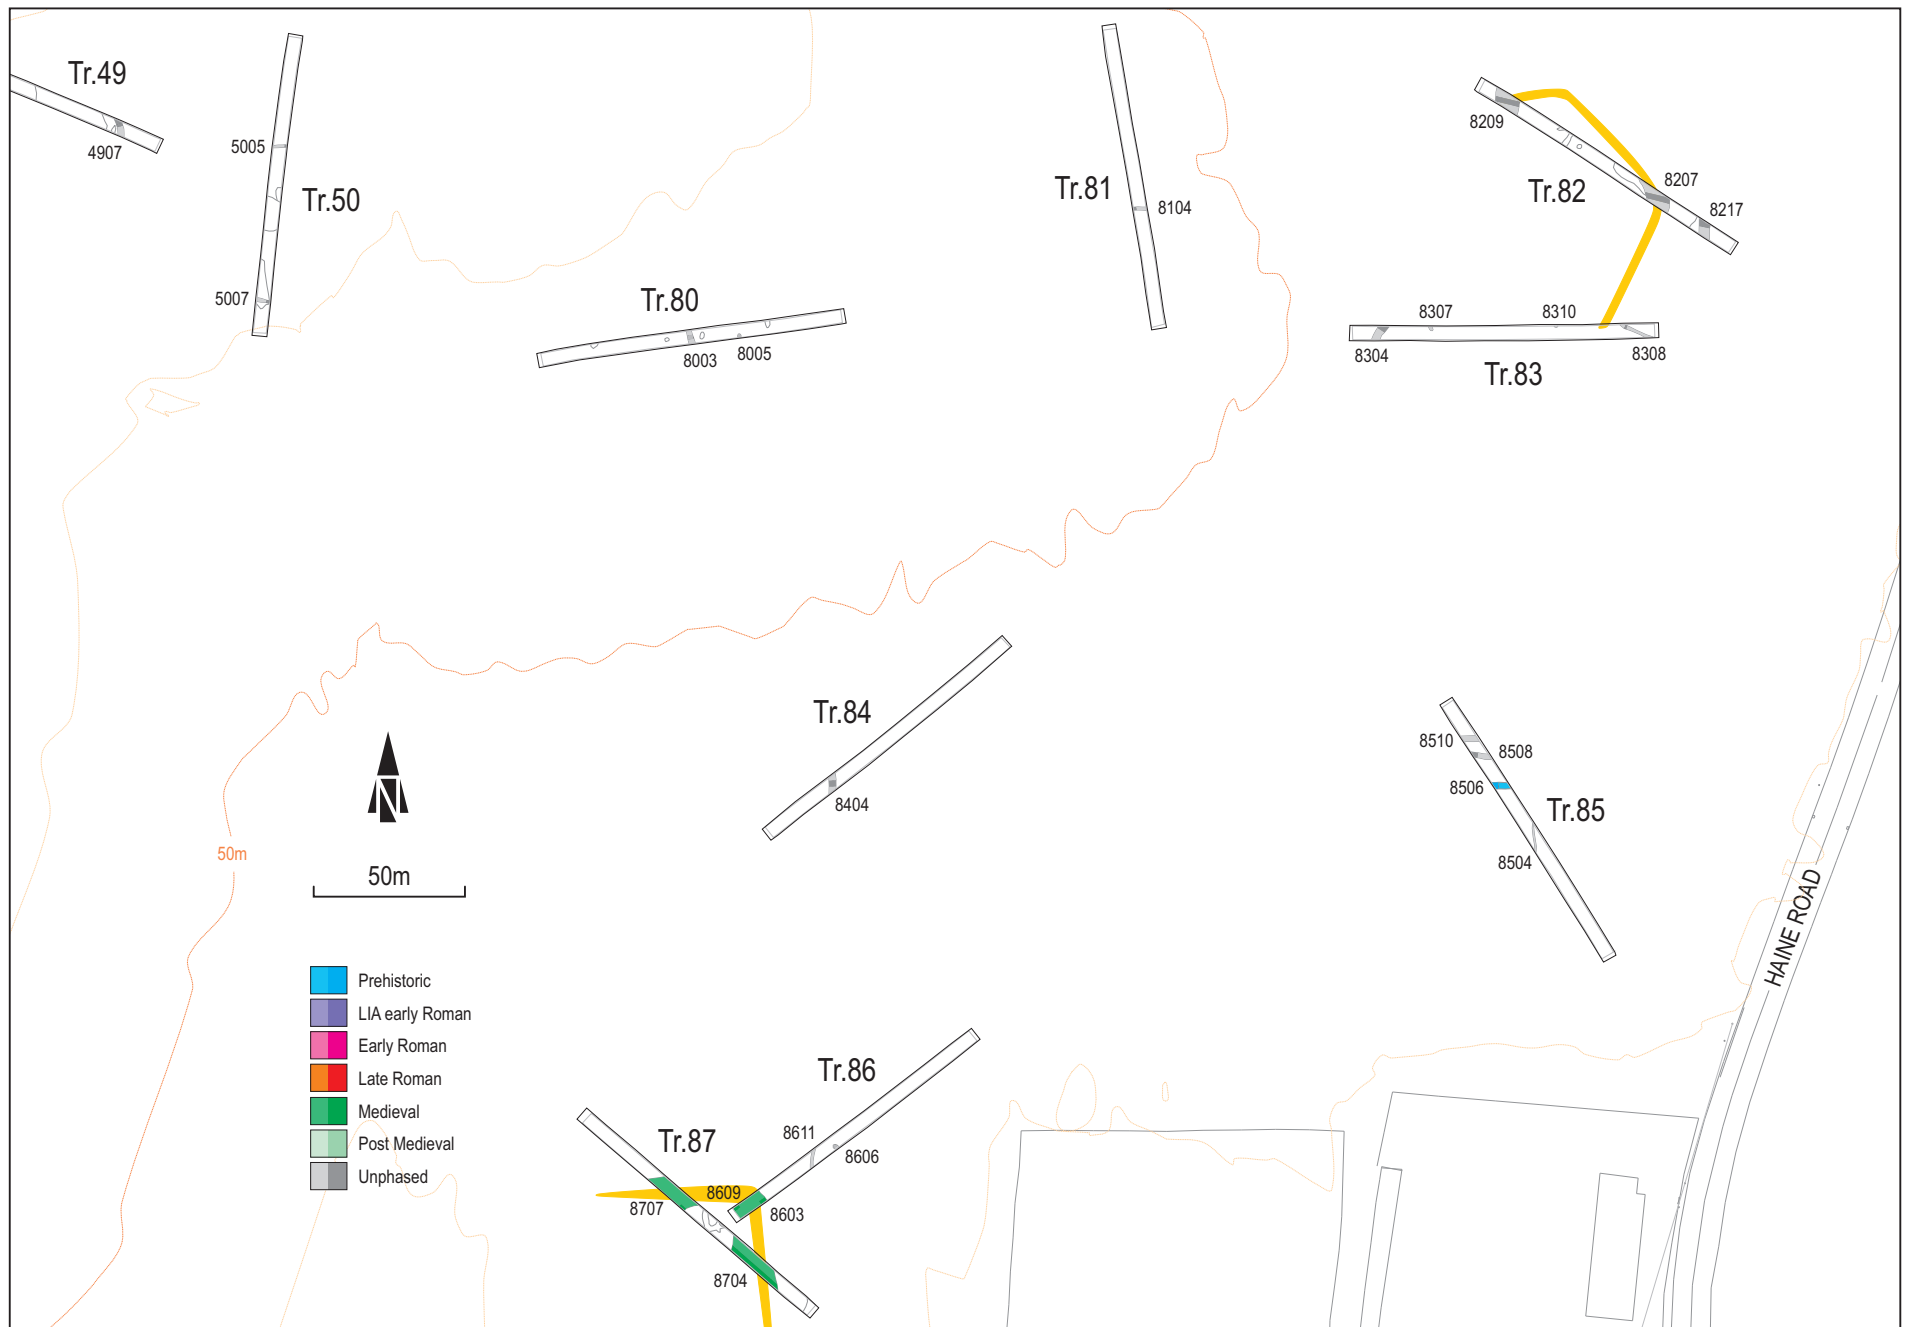 Tr.49
4907
5005
Tr.50
5007
Tr.80
8003
8005
Tr.81
8104
8209
Tr.82
8207
8217
8307
8310
8304
8308
Tr.83
Tr.84
8404
8510
8508
8506
Tr.85
8504
HAINE ROAD
50m
N
50m
Prehistoric
LIA early Roman
Early Roman
Late Roman
Medieval
Post Medieval
Unphased
Tr.86
8611
8606
Tr.87
8609
8707
8603
8704